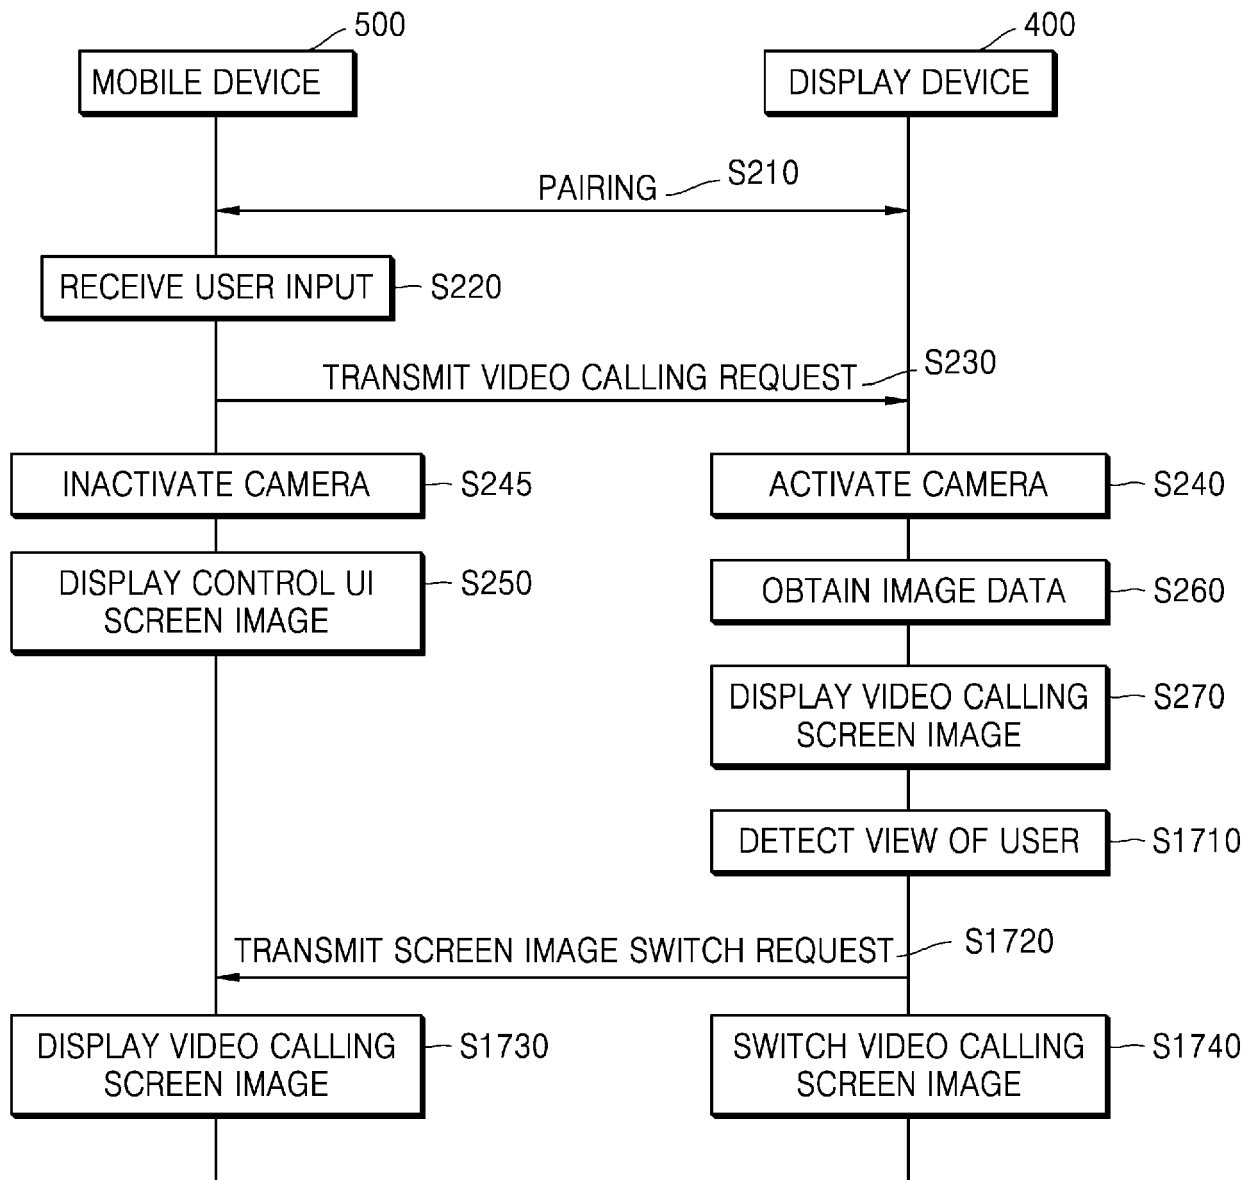 500
400
MOBILE DEVICE
DISPLAY DEVICE
PAIRING
S210
RECEIVE USER INPUT
S220
TRANSMIT VIDEO CALLING REQUEST
S230
INACTIVATE CAMERA
S245
ACTIVATE CAMERA
S240
DISPLAY CONTROL UI
SCREEN IMAGE
S250
OBTAIN IMAGE DATA
S260
DISPLAY VIDEO CALLING
SCREEN IMAGE
S270
DETECT VIEW OF USER
S1710
TRANSMIT SCREEN IMAGE SWITCH REQUEST
S1720
DISPLAY VIDEO CALLING
SCREEN IMAGE
S1730
SWITCH VIDEO CALLING
SCREEN IMAGE
S1740